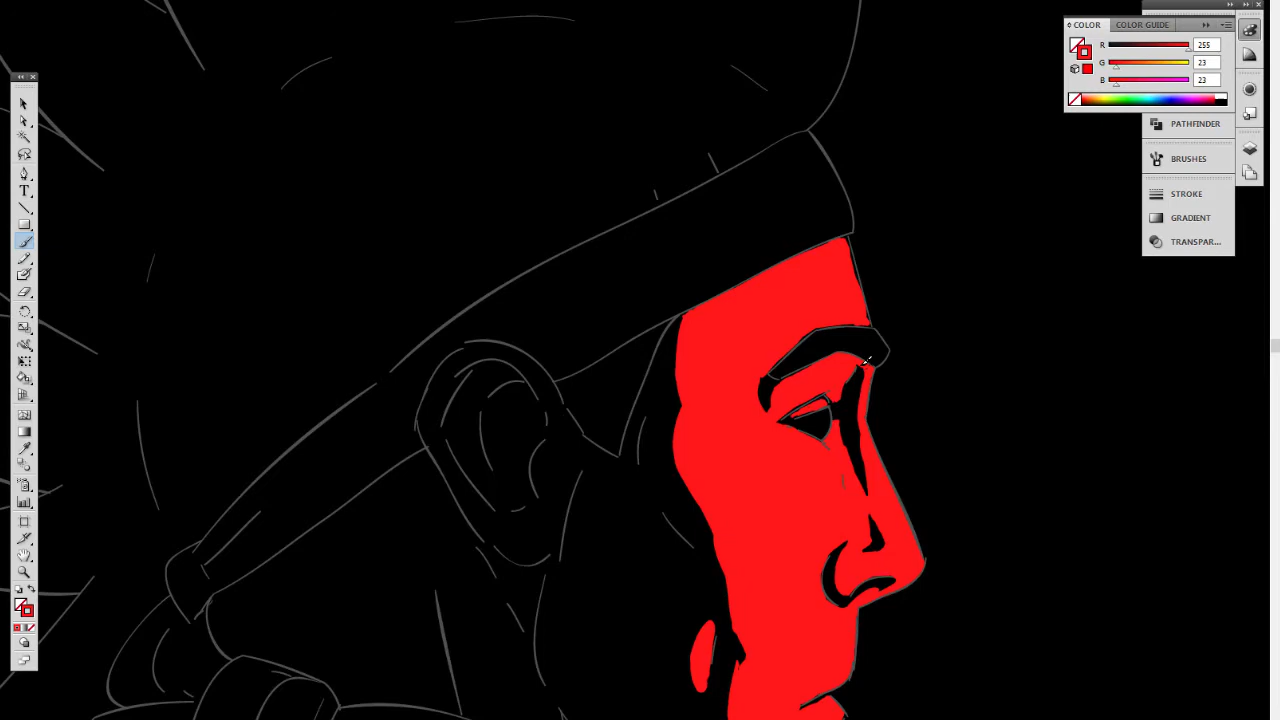 COLOR COLOR GUIDE
R 255
G 23
B 23
PATHFINDER
BRUSHES
STROKE
GRADIENT
TRANSPAR...
T